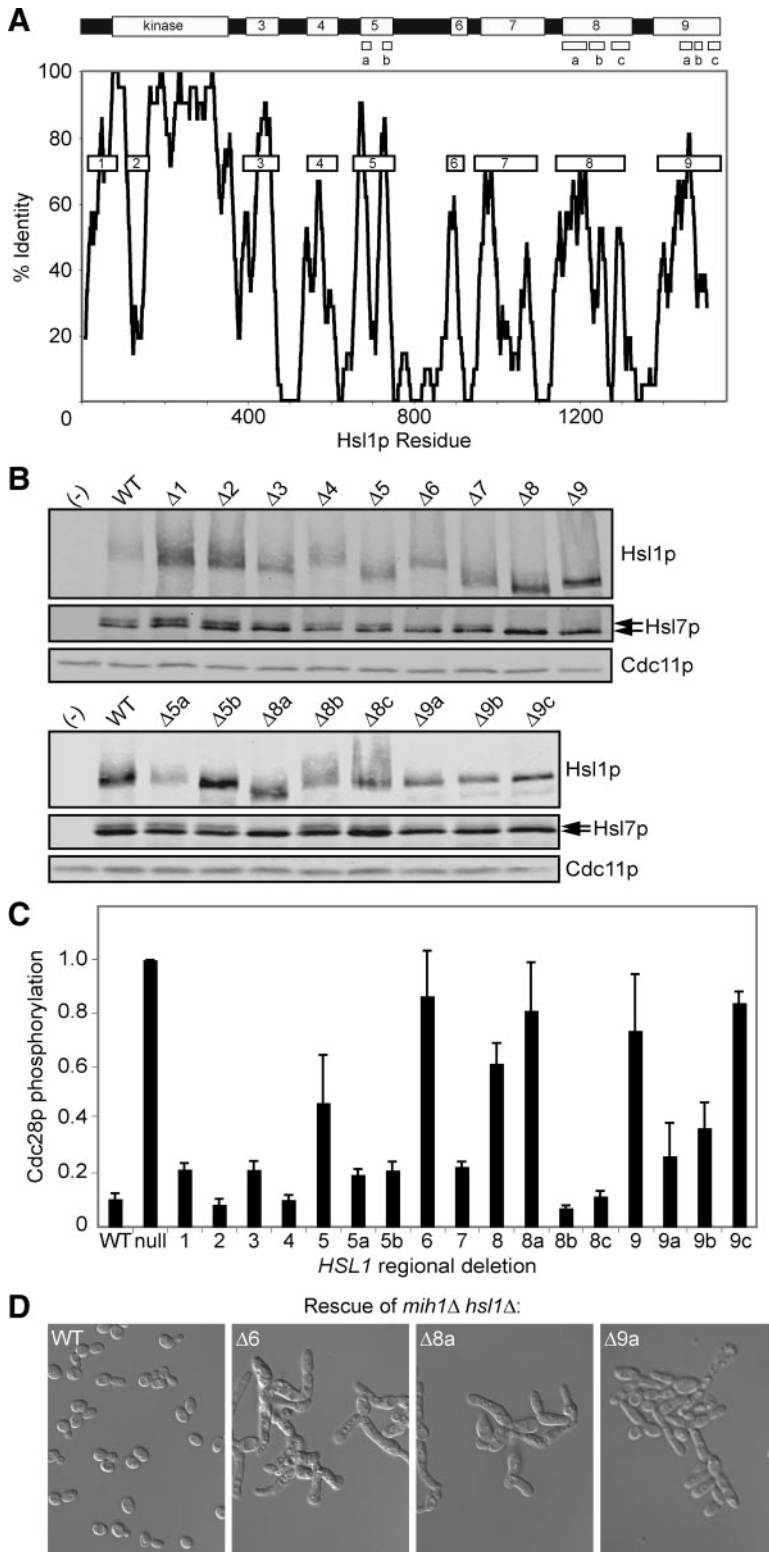 A
kinase 3 4 5 6 7 8 9
a b a b c a b c
100
80
60
40
20
0
% Identity
1 2 3 4 5 6 7 8 9
400 800 1200
Hsl1p Residue
B
(-) WT Δ1 Δ2 Δ3 Δ4 Δ5 Δ6 Δ7 Δ8 Δ9
Hsl1p
Hsl7p
Cdc11p
(-) WT Δ5a Δ5b Δ8a Δ8b Δ8c Δ9a Δ9b Δ9c
Hsl1p
Hsl7p
Cdc11p
C
Cdc28p phosphorylation
1.0
0.8
0.6
0.4
0.2
0
WT null 1 2 3 4 5 5a 5b 6 7 8 8a 8b 8c 9 9a 9b 9c
HSL1 regional deletion
D
Rescue of mih1Δ hsl1Δ:
WT Δ6 Δ8a Δ9a